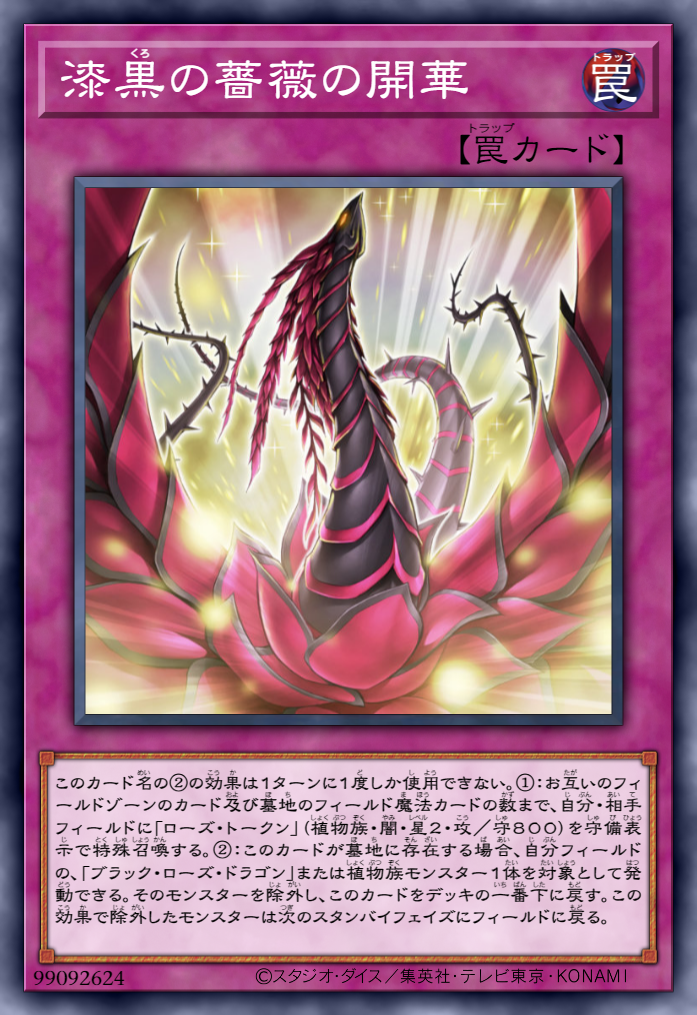 漆黒の薔薇の開華
罠
【罠カード】
このカード名の②の効果は1ターンに1度しか使用できない。①：お互いのフィ
ールドゾーンのカード及び墓地のフィールド魔法カードの数まで、自分・相手
フィールドに「ローズ・トークン」(植物族・闇・星2・攻／守800)を守備表
示で特殊召喚する。②：このカードが墓地に存在する場合、自分フィールド
の、「ブラック・ローズ・ドラゴン」または植物族モンスター1体を対象として発
動できる。そのモンスターを除外し、このカードをデッキの一番下に戻す。この
効果で除外したモンスターは次のスタンバイフェイズにフィールドに戻る。
99092624 ©スタジオ・ダイス／集英社・テレビ東京・KONAMI